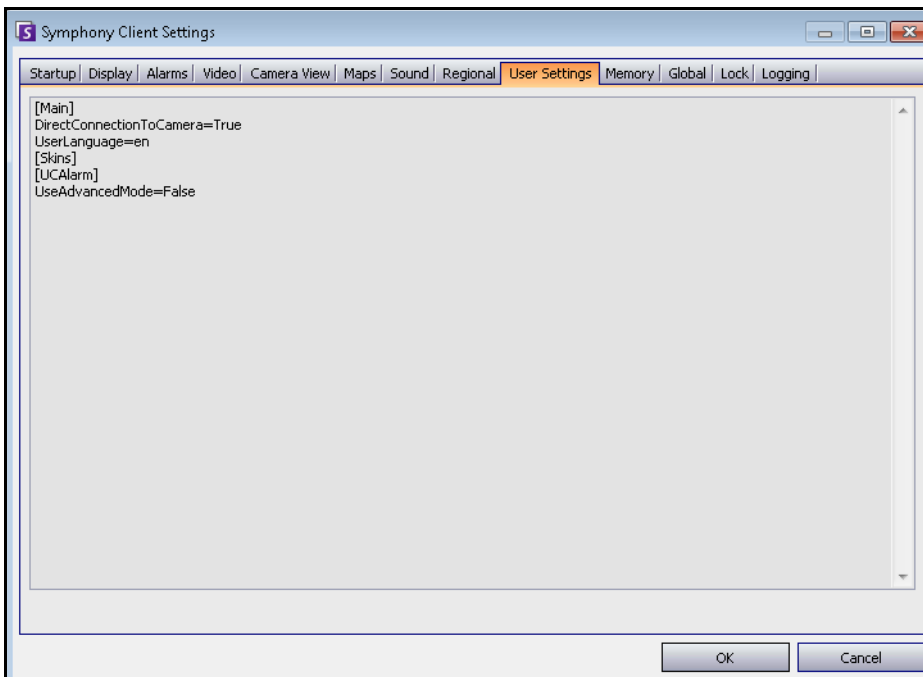 Symphony Client Settings
Startup Display Alarms Video Camera View Maps Sound Regional User Settings Memory Global Lock Logging
[Main]
DirectConnectionToCamera=True
UserLanguage=en
[Skins]
[UCAlarm]
UseAdvancedMode=False
OK Cancel